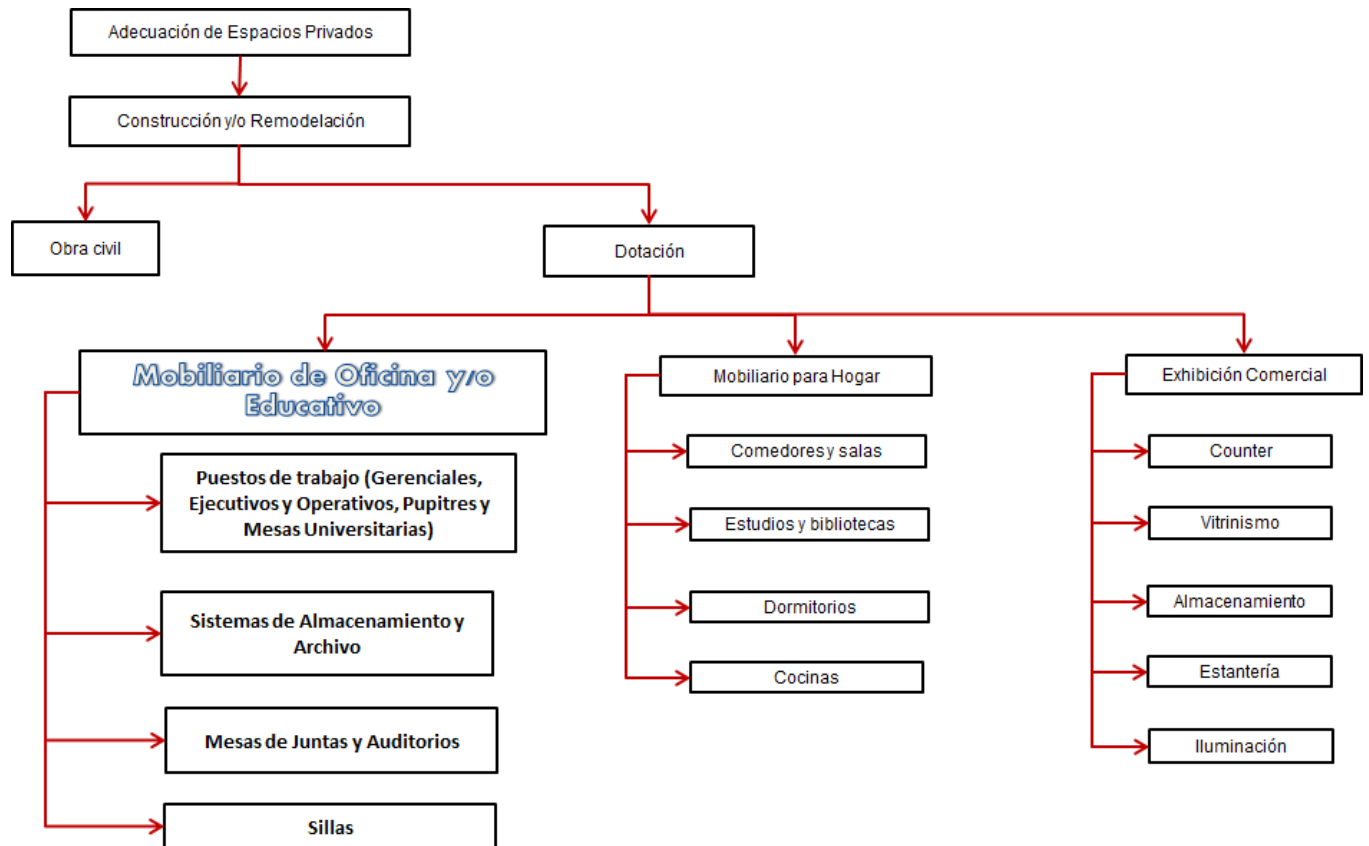 Adecuación de Espacios Privados
Construcción y/o Remodelación
Obra civil
Dotación
Mobiliario de Oficina y/o
Educativo
Puestos de trabajo (Gerenciales,
Ejecutivos y Operativos, Pupitres y
Mesas Universitarias)
Sistemas de Almacenamiento y
Archivo
Mesas de Juntas y Auditorios
Sillas
Mobiliario para Hogar
Comedores y salas
Estudios y bibliotecas
Dormitorios
Cocinas
Exhibición Comercial
Counter
Vitrinismo
Almacenamiento
Estantería
Iluminación